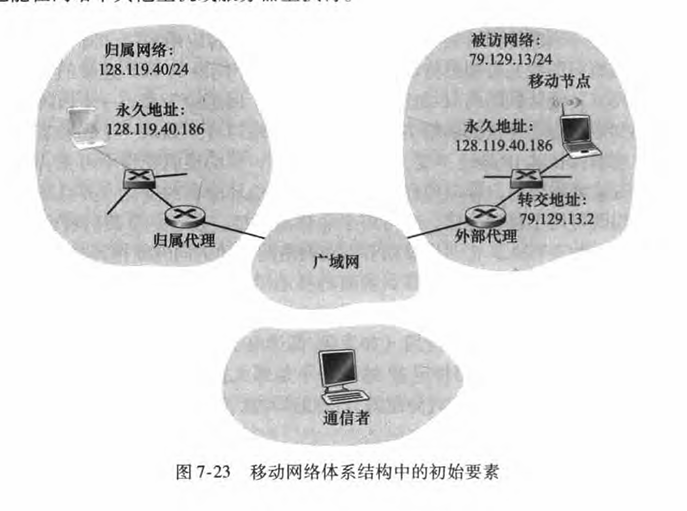 归属网络：
128.119.40/24
永久地址：
128.119.40.186
归属代理
被访网络：
79.129.13/24
移动节点
永久地址：
128.119.40.186
转交地址：
79.129.13.2
外部代理
广域网
通信者
图 7-23 移动网络体系结构中的初始要素